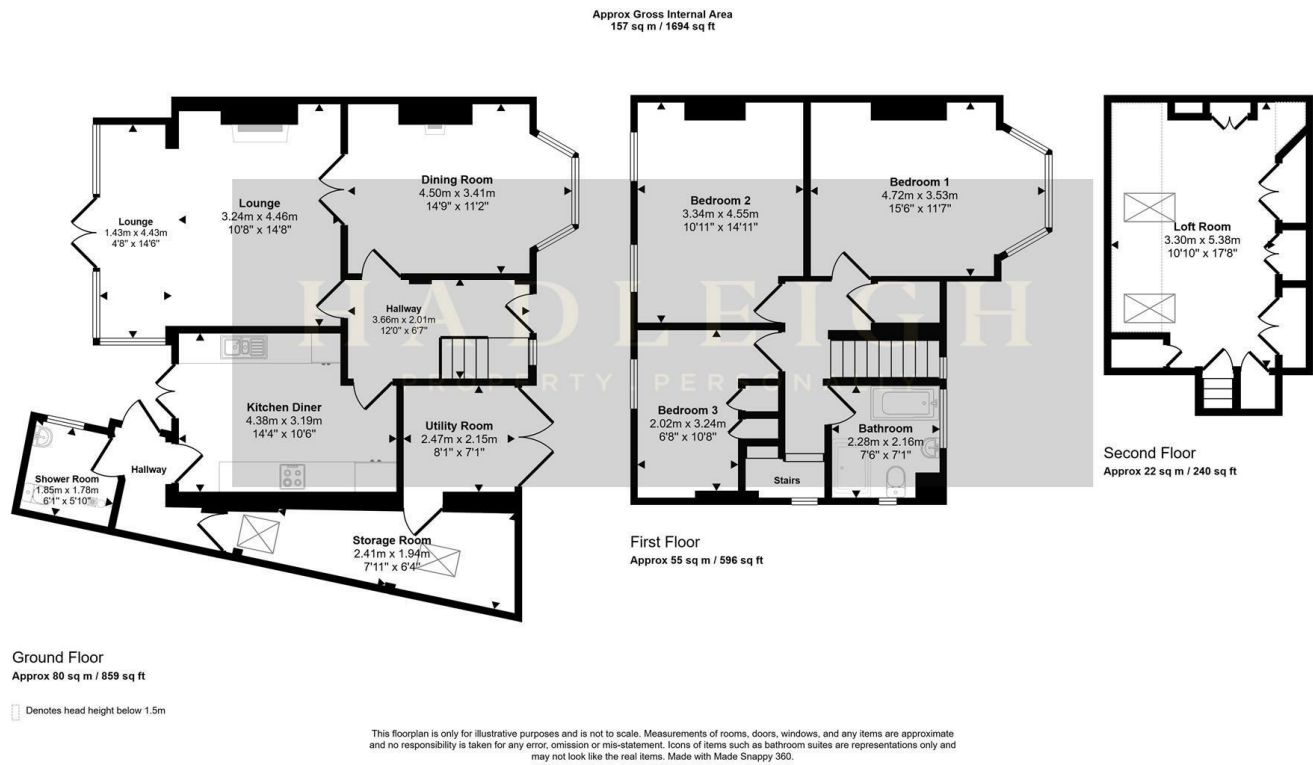 Approx Gross Internal Area
157 sq m / 1694 sq ft
Lounge
1.43m x 4.43m
4'8" x 14'6"
Lounge
3.24m x 4.46m
10'8" x 14'8"
Dining Room
4.50m x 3.41m
14'9" x 11'2"
Hallway
3.66m x 2.01m
12'0" x 6'7"
Kitchen Diner
4.38m x 3.19m
14'4" x 10'6"
Utility Room
2.47m x 2.15m
8'1" x 7'1"
Shower Room
1.85m x 1.78m
6'1" x 5'10"
Hallway
Storage Room
2.41m x 1.94m
7'11" x 6'4"
Ground Floor
Approx 80 sq m / 859 sq ft
Denotes head height below 1.5m
Bedroom 2
3.34m x 4.55m
10'11" x 14'11"
Bedroom 1
4.72m x 3.53m
15'6" x 11'7"
Bedroom 3
2.02m x 3.24m
6'8" x 10'8"
Bathroom
2.28m x 2.16m
7'6" x 7'1"
Stairs
First Floor
Approx 55 sq m / 596 sq ft
Loft Room
3.30m x 5.38m
10'10" x 17'8"
Second Floor
Approx 22 sq m / 240 sq ft
HADLEIGH
PROPERTY. PERSONALITY
This floorplan is only for illustrative purposes and is not to scale. Measurements of rooms, doors, windows, and any items are approximate
and no responsibility is taken for any error, omission or mis-statement. Icons of items such as bathroom suites are representations only and
may not look like the real items. Made with Made Snappy 360.